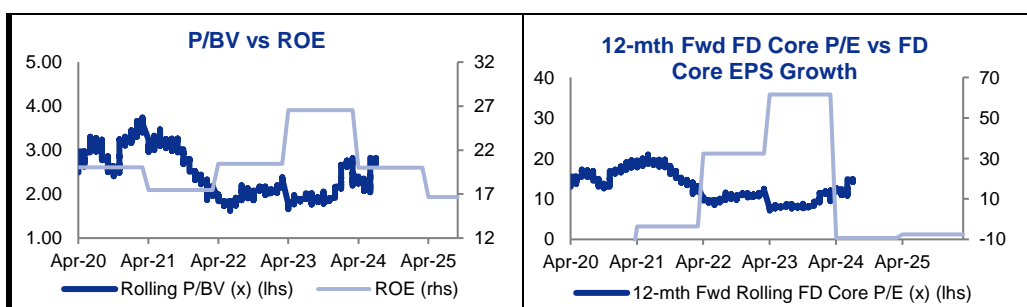 P/BV vs ROE
5.00
4.00
3.00
2.00
1.00
32
27
22
17
12
Apr-20 Apr-21 Apr-22 Apr-23 Apr-24 Apr-25
Rolling P/BV (x) (lhs) ROE (rhs)
12-mth Fwd FD Core P/E vs FD
Core EPS Growth
40
30
20
10
0
70
50
30
10
-10
Apr-20 Apr-21 Apr-22 Apr-23 Apr-24 Apr-25
12-mth Fwd Rolling FD Core P/E (x) (lhs)